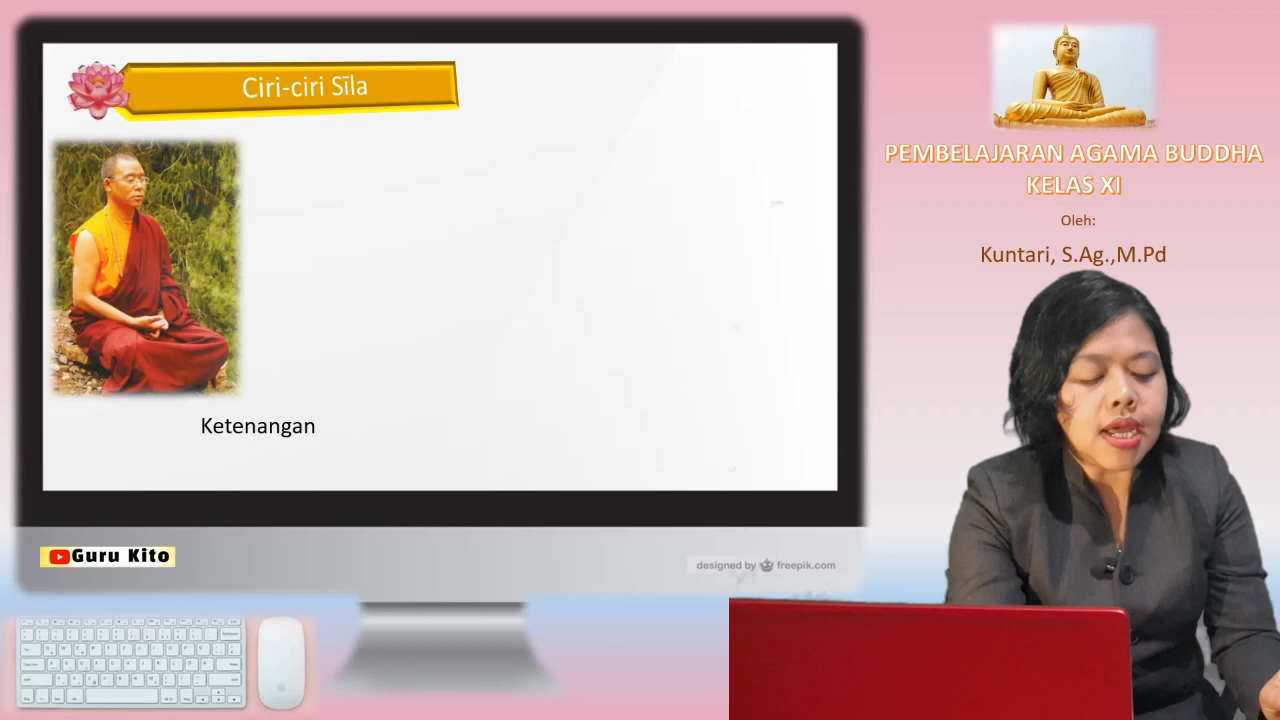 Ciri-ciri Sīla
Ketenangan
PEMBELAJARAN AGAMA BUDDHA
KELAS XI
Oleh:
Kuntari, S.Ag.,M.Pd
Guru Kito
designed by freepik.com